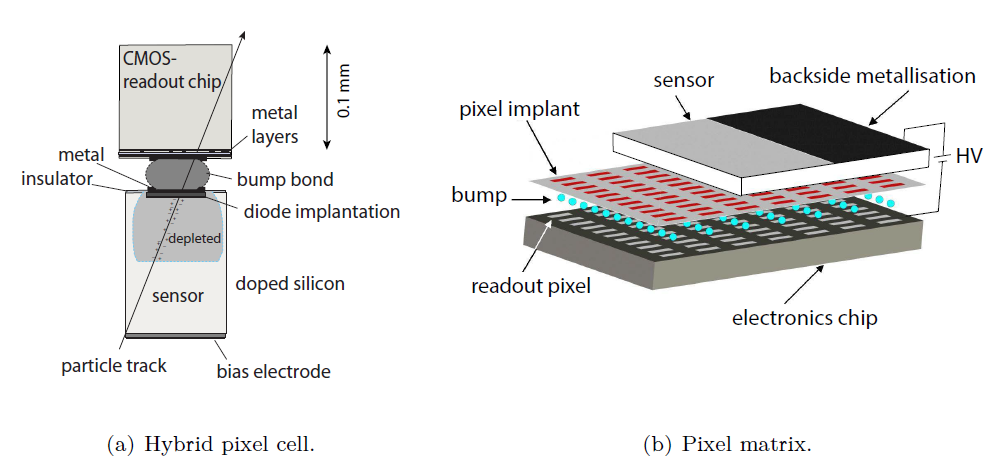 CMOS-
readout chip
0.1 mm
metal
layers
metal
insulator
bump bond
diode implantation
depleted
doped silicon
sensor
particle track
bias electrode
(a) Hybrid pixel cell.
sensor
backside metallisation
pixel implant
HV
bump
readout pixel
electronics chip
(b) Pixel matrix.